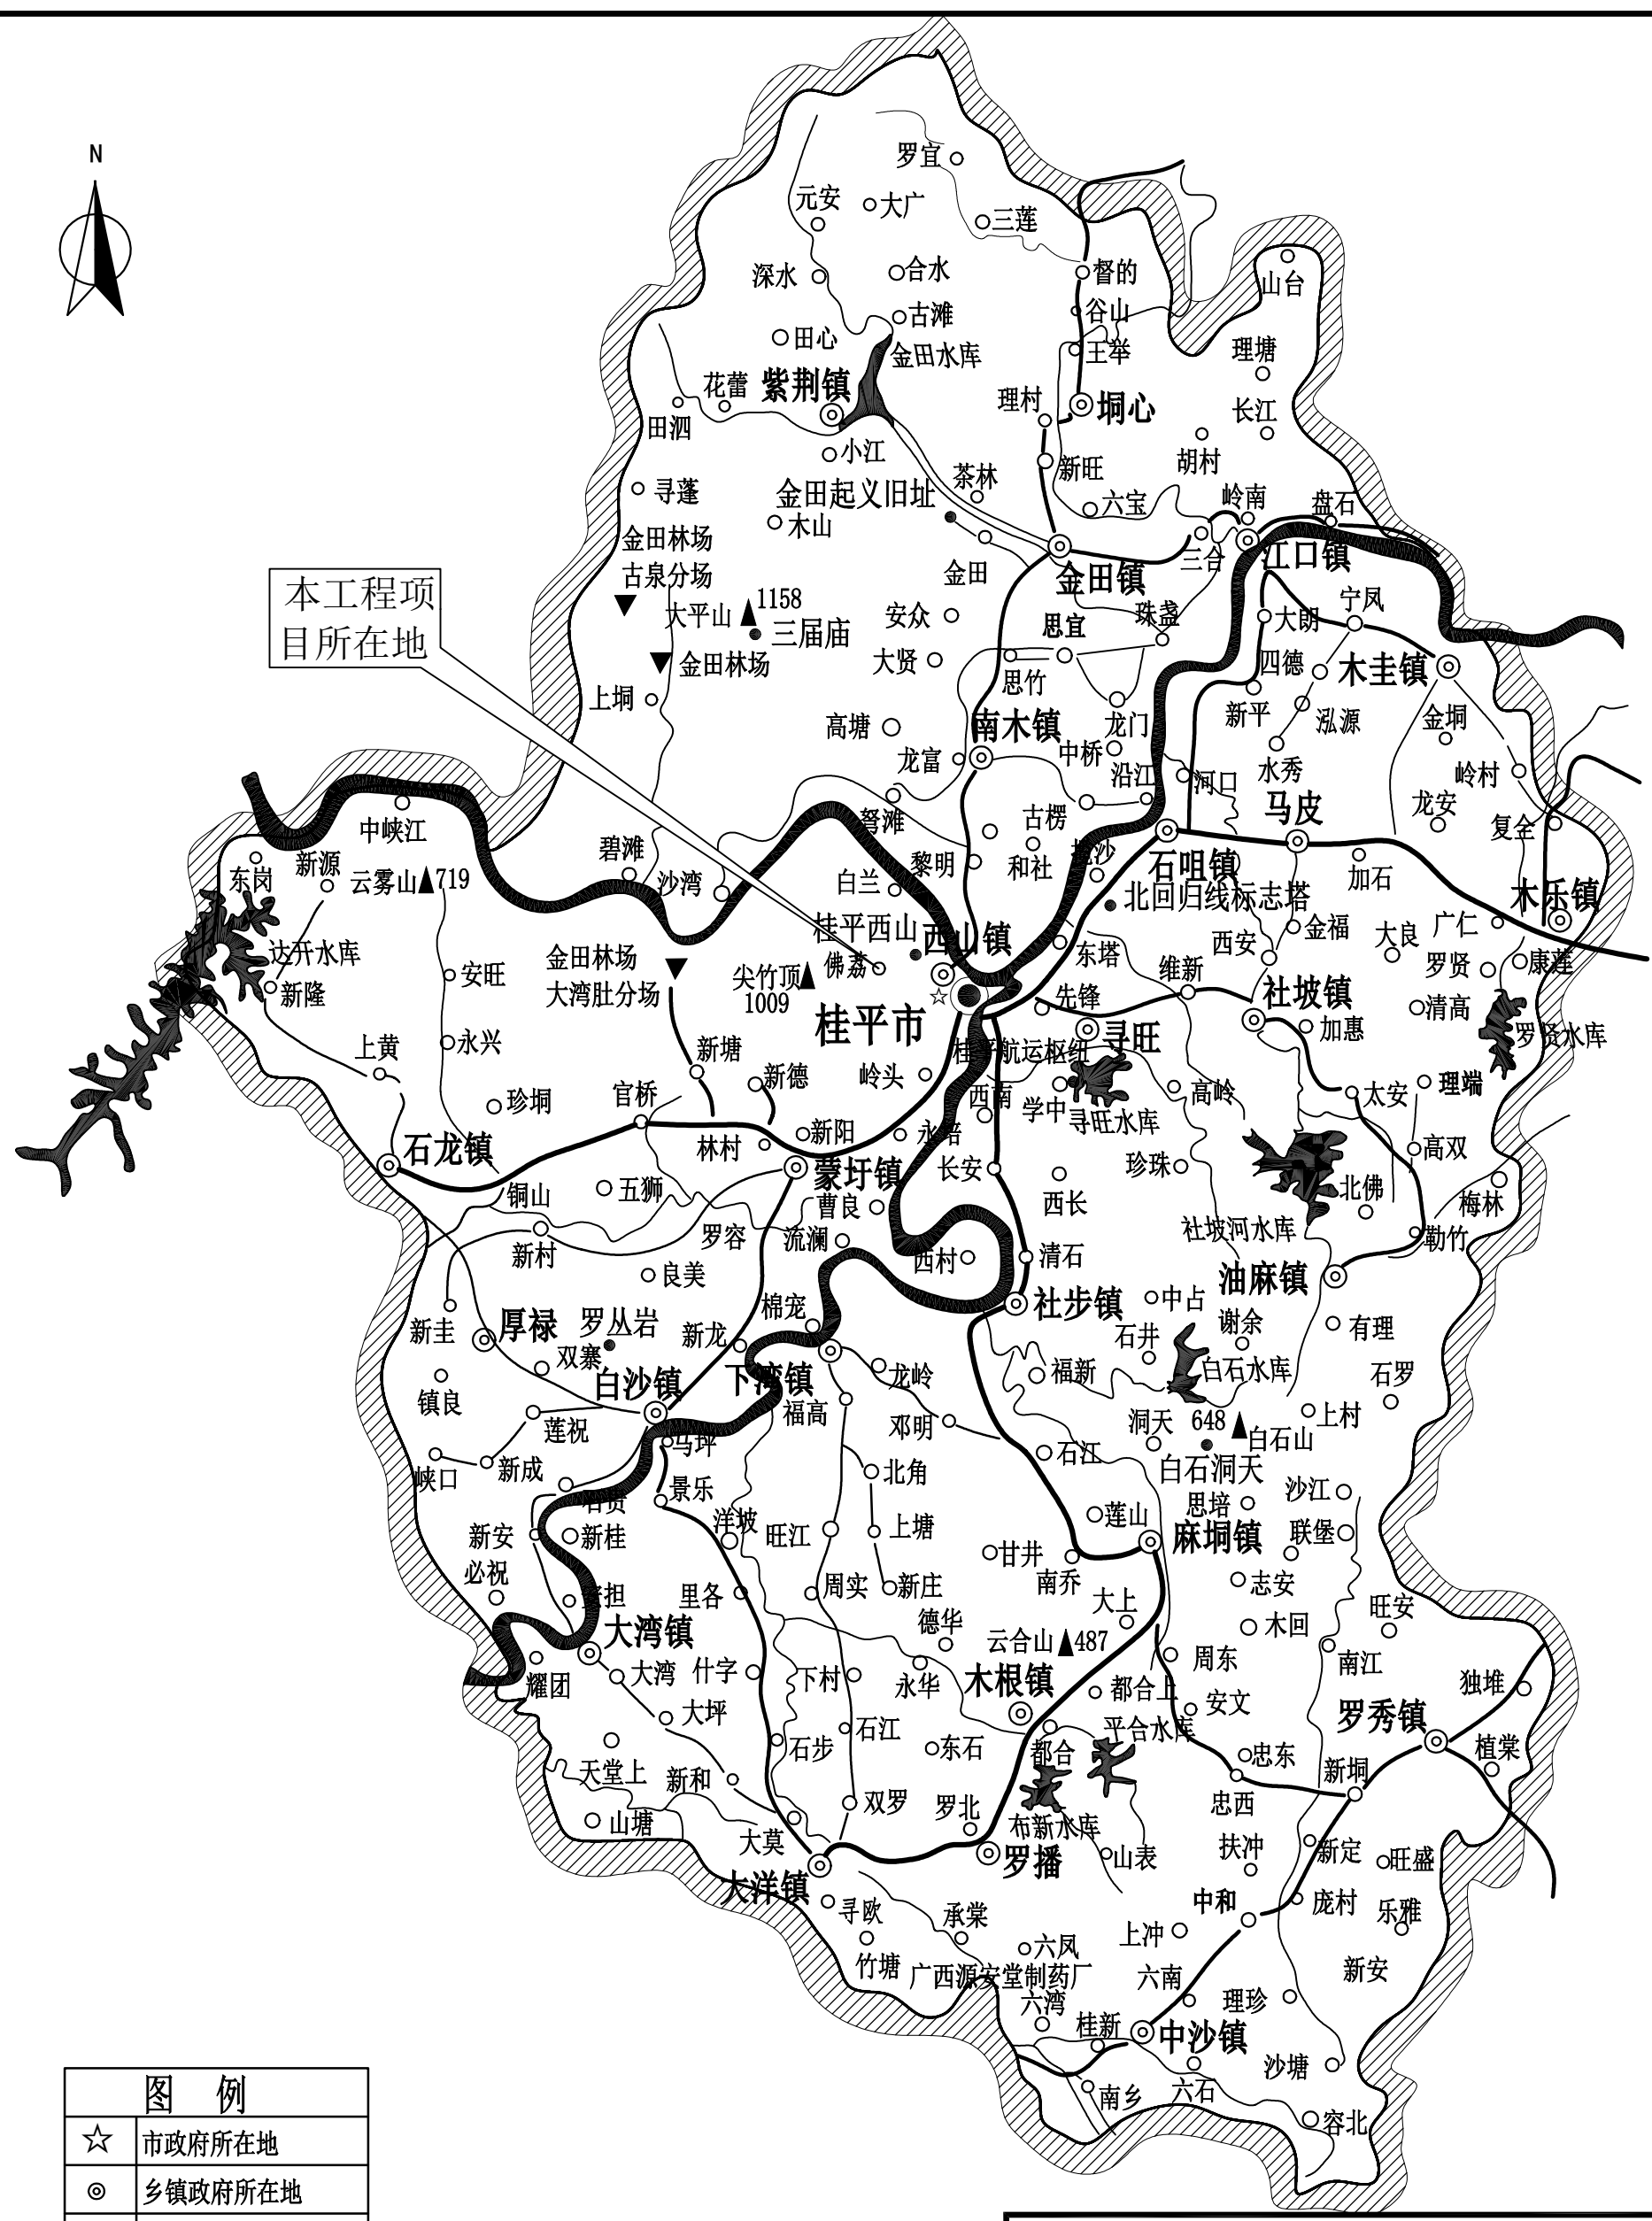 N
罗宜
元安
大广
三莲
深水
合水
督的
山台
古滩
谷山
田心
金田水库
王举
理塘
花蕾
紫荆镇
理村
垌心
长江
田泗
小江
新旺
胡村
寻蓬
茶林
金田起义旧址
六宝
岭南
盘石
木山
金田林场
古泉分场
三合
江口镇
金田
金田镇
本工程项
目所在地
大平山
1158
三届庙
安众
思宜
珠盏
大朗
宁凤
金田林场
大贤
四德
木圭镇
上垌
思竹
新平
泓源
金垌
高塘
南木镇
龙门
龙富
中桥
沿江
河口
水秀
岭村
中峡江
弩滩
古楞
马皮
龙安
复全
东岗
新源
云雾山
719
碧滩
沙湾
白兰
黎明
和社
石咀镇
加石
木乐镇
桂平西山
西山镇
北回归线标志塔
金福
大良
广仁
达开水库
新隆
安旺
金田林场
大湾肚分场
尖竹顶
1009
佛荔
东塔
西安
维新
罗贤
康莲
桂平市
先锋
寻旺
社坡镇
加惠
清高
罗贤水库
上黄
永兴
新塘
新德
岭头
桂平航运枢纽
西南
学中
寻旺水库
高岭
太安
理端
珍垌
官桥
新阳
永培
林村
石龙镇
蒙圩镇
长安
珍珠
高双
铜山
五狮
曹良
西长
北佛
梅林
新村
罗容
流澜
西村
清石
社坡河水库
勒竹
良美
油麻镇
新圭
厚禄
罗丛岩
新龙
棉宠
社步镇
中占
谢余
有理
双寨
石井
镇良
白沙镇
下湾镇
龙岭
福新
白石水库
石罗
莲祝
福高
邓明
洞天
648
白石山
上村
峡口
新成
马坪
北角
石江
白石洞天
景乐
思培
沙江
新安
新桂
洋坡
旺江
上塘
莲山
麻垌镇
联堡
必祝
甘井
南乔
里各
周实
新庄
志安
大湾镇
德华
大上
木回
旺安
云合山
487
耀团
大湾
什字
下村
永华
木根镇
周东
南江
独堆
大坪
都合上
安文
罗秀镇
石步
石江
东石
都合
平合水库
忠东
植棠
天堂上
新和
新垌
山塘
双罗
罗北
布新水库
忠西
大莫
扶冲
新定
旺盛
大洋镇
罗播
山表
寻欧
承棠
中和
庞村
乐雅
竹塘
六凤
上冲
广西源安堂制药厂
六南
新安
六湾
理珍
桂新
中沙镇
沙塘
南乡
六石
容北
图 例
市政府所在地
乡镇政府所在地